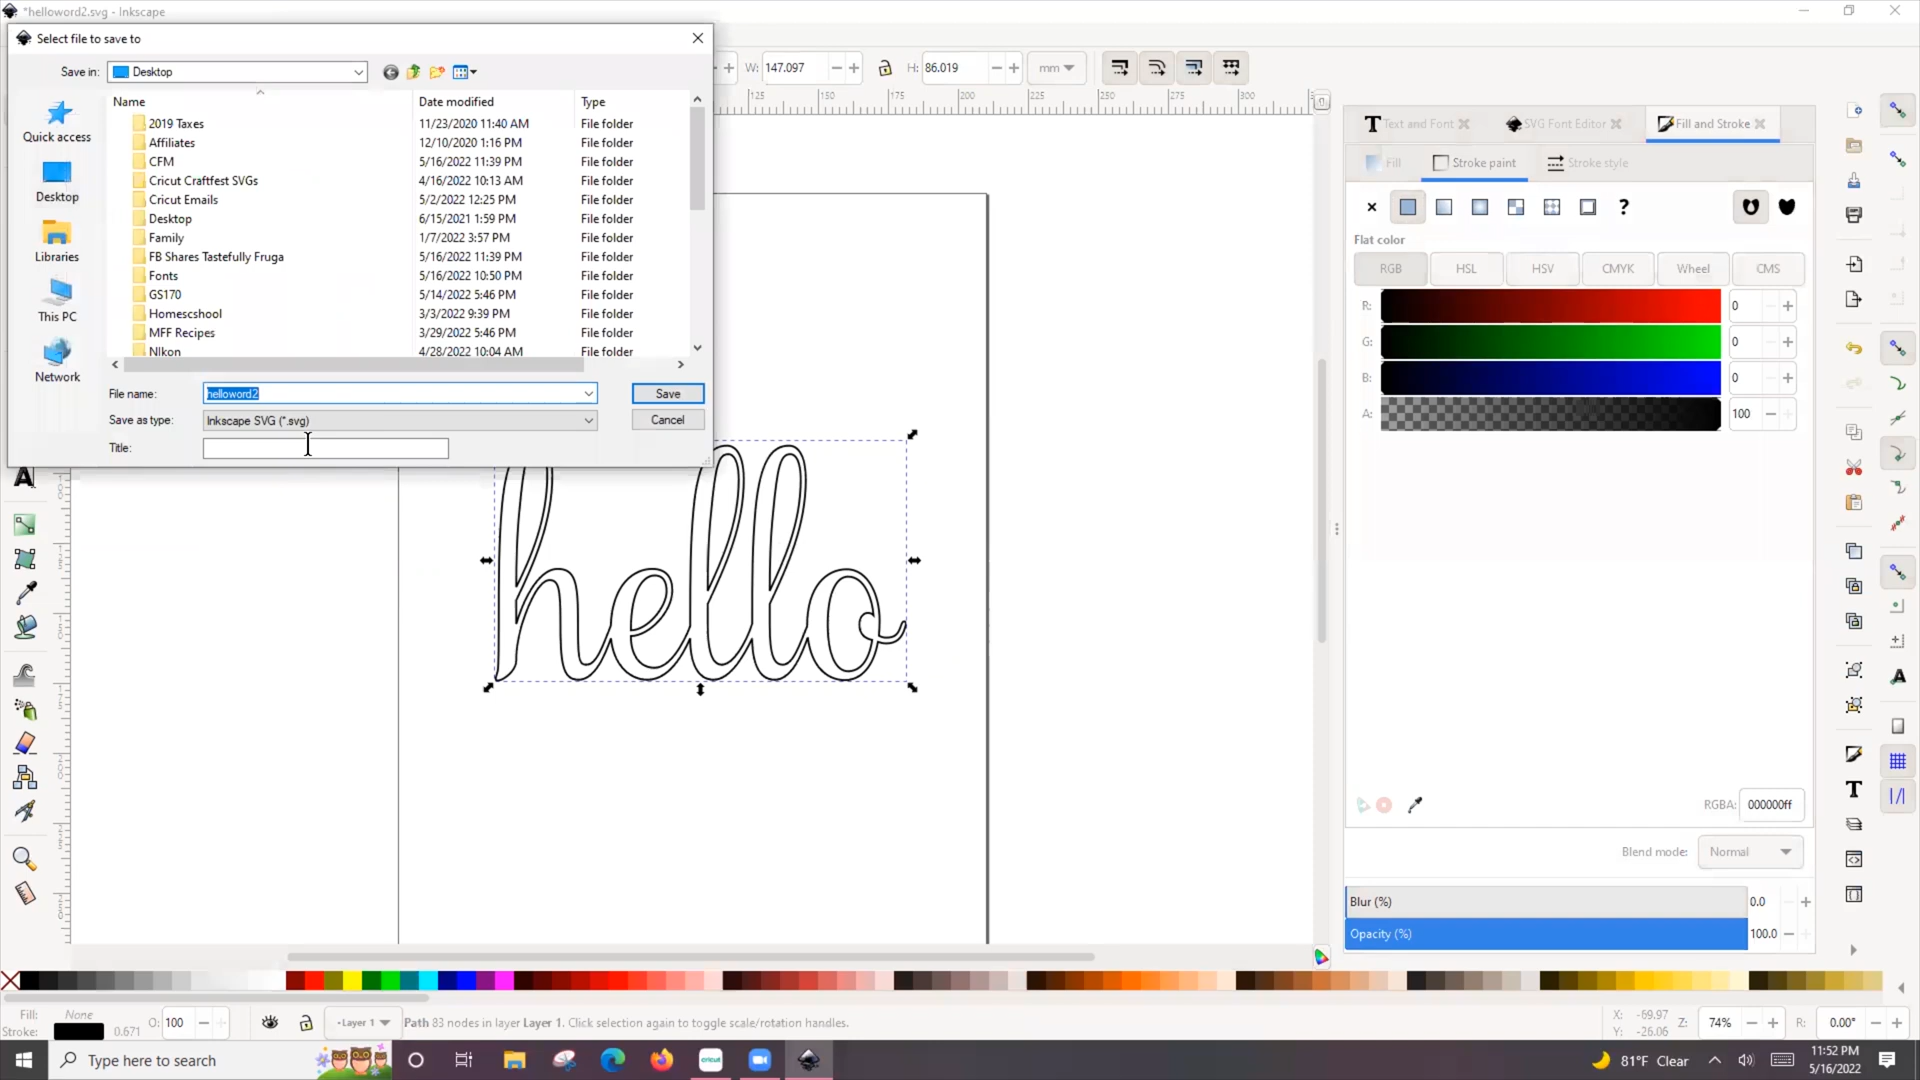 *helloword2.svg - Inkscape
Select file to save to
Save in: Desktop
W: 147.097 H: 86.019 mm
Name Date modified Type
2019 Taxes 11/23/2020 11:40 AM File folder
Affiliates 12/10/2020 1:16 PM File folder
CFM 5/16/2022 11:39 PM File folder
Cricut Craftfest SVGs 4/16/2022 10:13 AM File folder
Cricut Emails 5/2/2022 12:25 PM File folder
Desktop 6/15/2021 1:59 PM File folder
Family 1/7/2022 3:57 PM File folder
FB Shares Tastefully Fruga 5/16/2022 11:39 PM File folder
Fonts 5/16/2022 10:50 PM File folder
GS170 5/14/2022 5:46 PM File folder
Homescshool 3/3/2022 9:39 PM File folder
MFF Recipes 3/29/2022 5:46 PM File folder
NIkon 4/28/2022 10:04 AM File folder
Quick access
Desktop
Libraries
This PC
Network
File name: helloword2 Save
Save as type: Inkscape SVG (*.svg) Cancel
Title:
125 150 175 200 225 250 275 300
hello
Text and Font SVG Font Editor Fill and Stroke
Fill Stroke paint Stroke style
?
Flat color
RGB HSL HSV CMYK Wheel CMS
R: 0
G: 0
B: 0
A: 100
RGBA: 000000ff
Blend mode: Normal
Blur (%) 0.0
Opacity (%) 100.0
Fill: None
Stroke: 0.671 O: 100 Layer 1 Path 83 nodes in layer Layer 1. Click selection again to toggle scale/rotation handles.
X: -69.97
Y: -26.06
Z: 74% R: 0.00°
Type here to search
cricut
81°F Clear
11:52 PM
5/16/2022